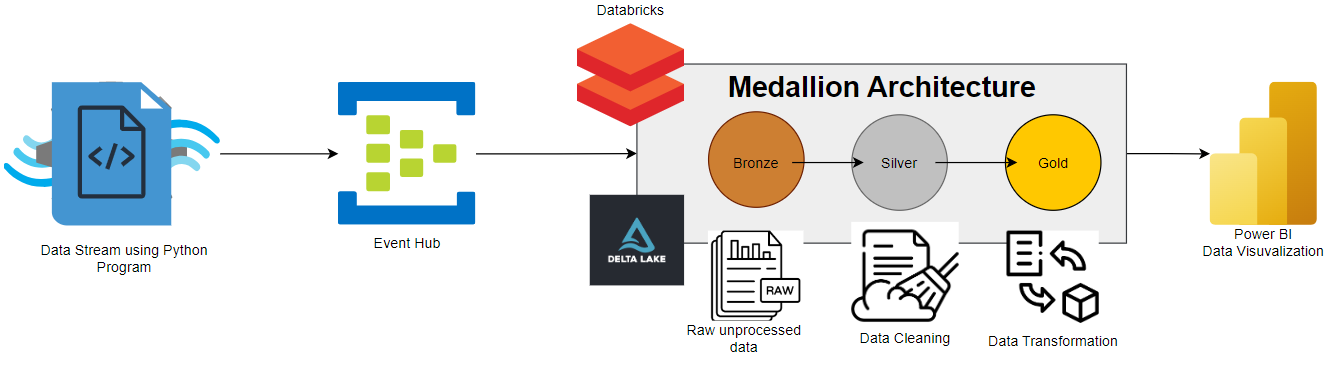 Databricks
Medallion Architecture
</>
Bronze
Silver
Gold
DELTA LAKE
RAW
Data Stream using Python
Program
Event Hub
Raw unprocessed
data
Data Cleaning
Data Transformation
Power BI
Data Visuvalization